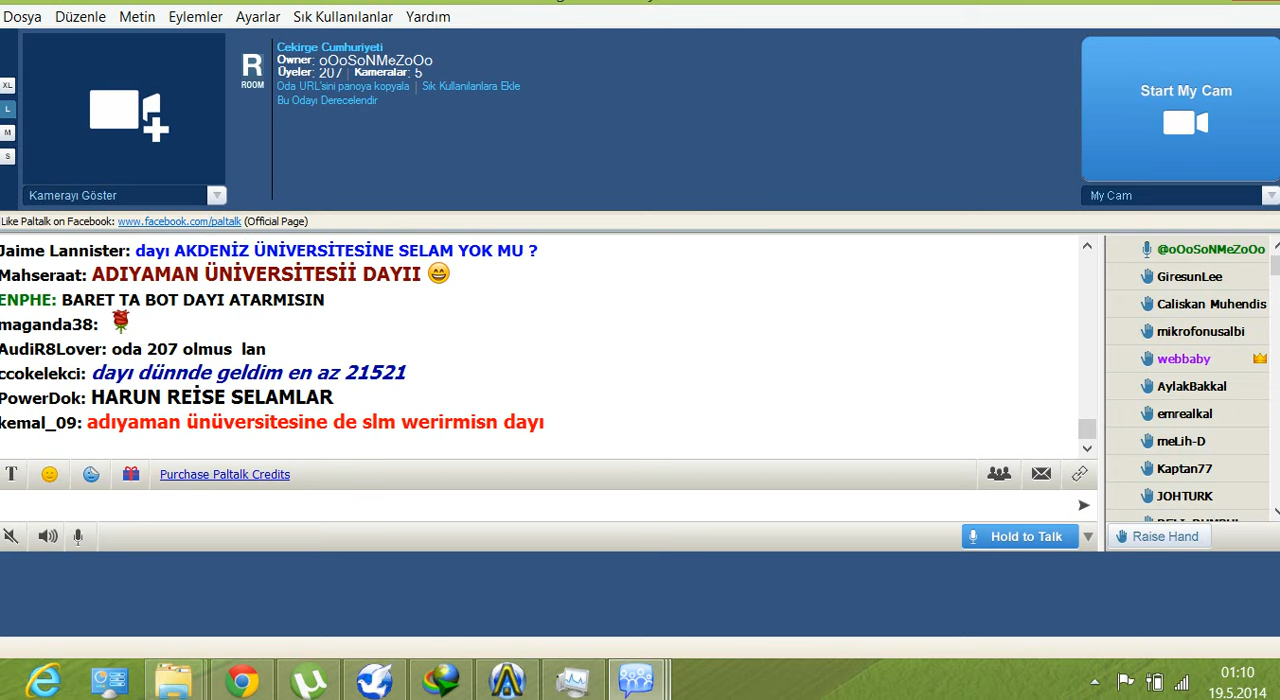 Dosya Düzenle Metin Eylemler Ayarlar Sık Kullanılanlar Yardım
XL
L
M
S
Kamerayı Göster
R
ROOM
Cekirge Cumhuriyeti
Owner: oOoSoNMeZoOo
Üyeler: 207 | Kameralar: 5
Oda URL'sini panoya kopyala | Sık Kullanılanlara Ekle
Bu Odayı Derecelendir
Start My Cam
My Cam
Like Paltalk on Facebook: www.facebook.com/paltalk (Official Page)
Jaime Lannister: dayı AKDENİZ ÜNİVERSİTESİNE SELAM YOK MU ?
Mahseraat: ADIYAMAN ÜNİVERSİTESİİ DAYII 😄
ENPHE: BARET TA BOT DAYI ATARMISIN
maganda38: 🌹
AudiR8Lover: oda 207 olmus lan
ccokelekci: dayı dünnde geldim en az 21521
PowerDok: HARUN REİSE SELAMLAR
kemal_09: adıyaman ünüversitesine de slm werirmisn dayı
@oOoSoNMeZoOo
GiresunLee
Caliskan Muhendis
mikrofonusalbi
webbaby
AylakBakkal
emrealkal
meLih-D
Kaptan77
JOHTURK
T Purchase Paltalk Credits
Hold to Talk
Raise Hand
01:10
19.5.2014